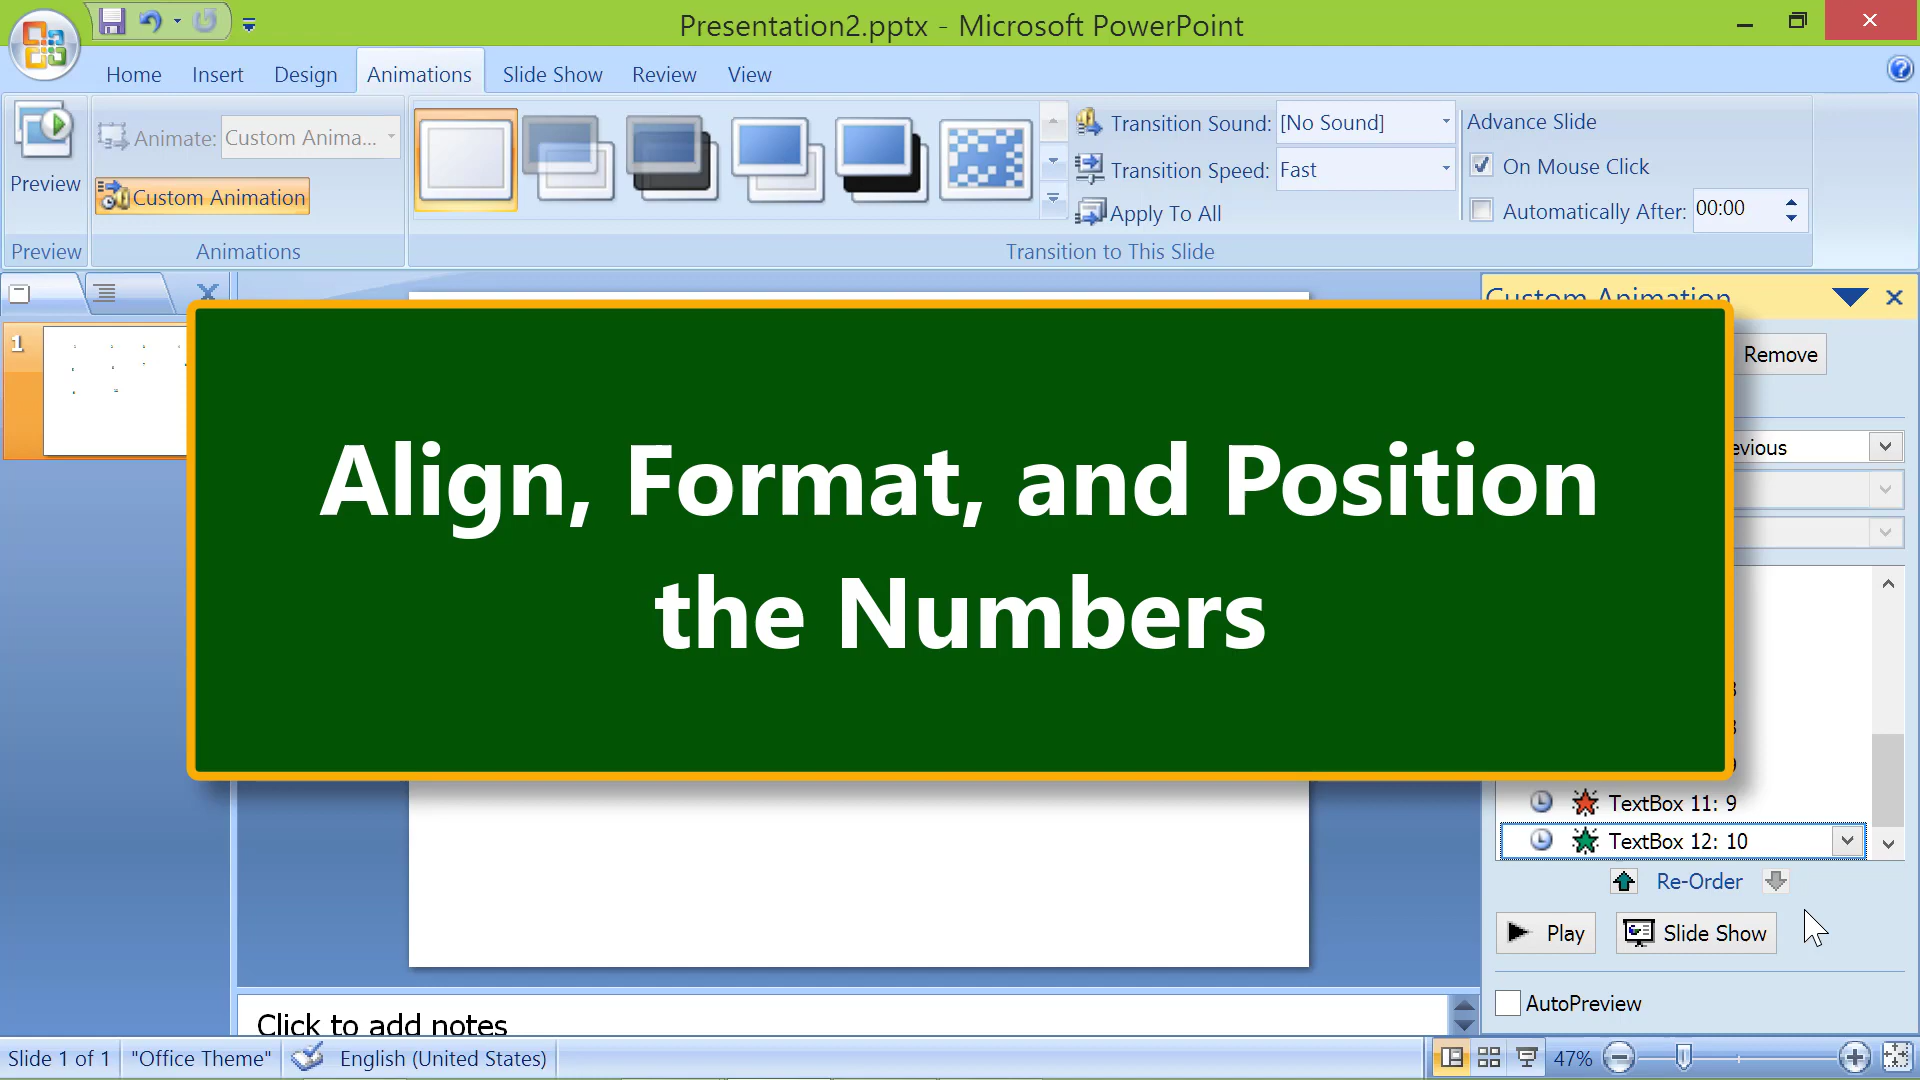 Presentation2.pptx - Microsoft PowerPoint
Home Insert Design Animations Slide Show Review View
Preview
Animate: Custom Anima...
Custom Animation
Transition Sound: [No Sound]
Transition Speed: Fast
Apply To All
Advance Slide
On Mouse Click
Automatically After: 00:00
Preview Animations Transition to This Slide
Custom Animation
1
Remove
evious
Align, Format, and Position
the Numbers
TextBox 11: 9
TextBox 12: 10
Re-Order
Play Slide Show
AutoPreview
Click to add notes
Slide 1 of 1 "Office Theme" English (United States) 47%